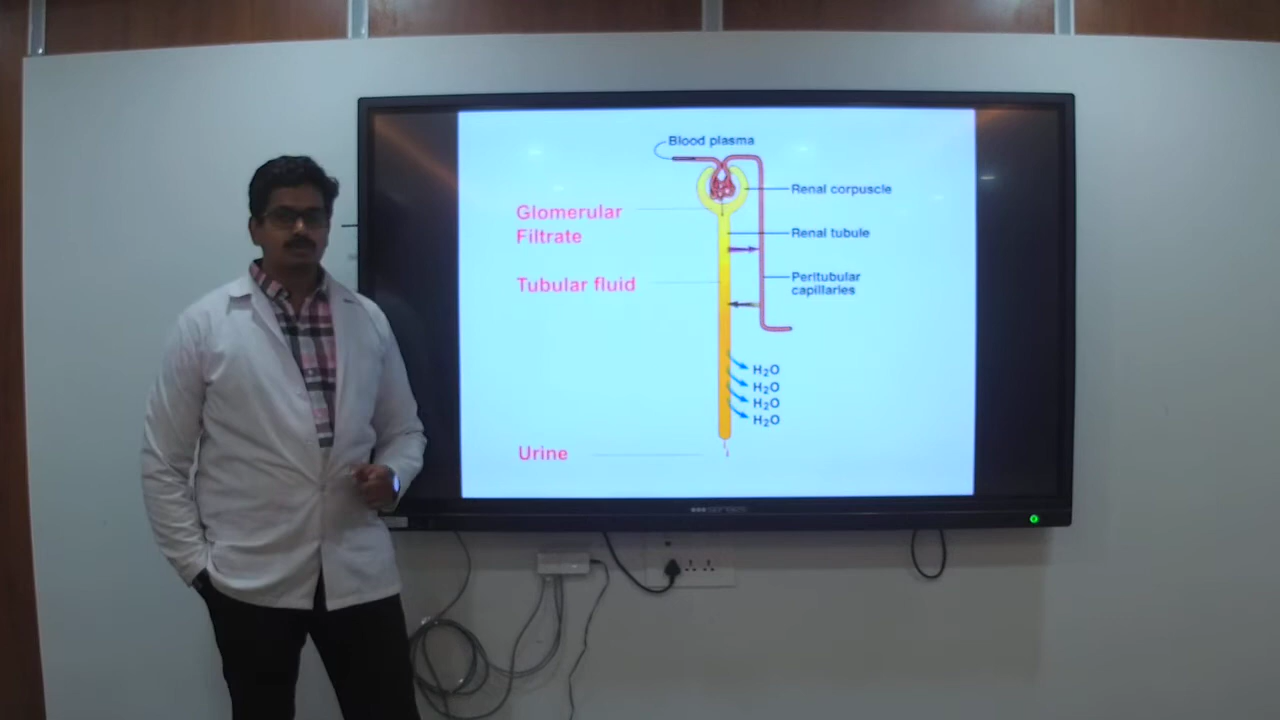 Blood plasma
Renal corpuscle
Glomerular
Filtrate
Renal tubule
Peritubular
capillaries
Tubular fluid
H₂O
H₂O
H₂O
H₂O
Urine